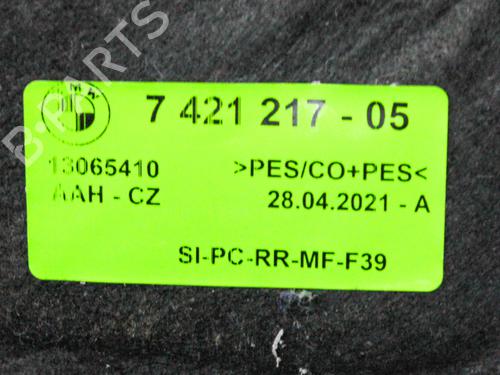 B-PARTS
BMW
7 421 217 - 05
13065410 >PES/CO+PES<
AAH - CZ 28.04.2021 - A
SI-PC-RR-MF-F39